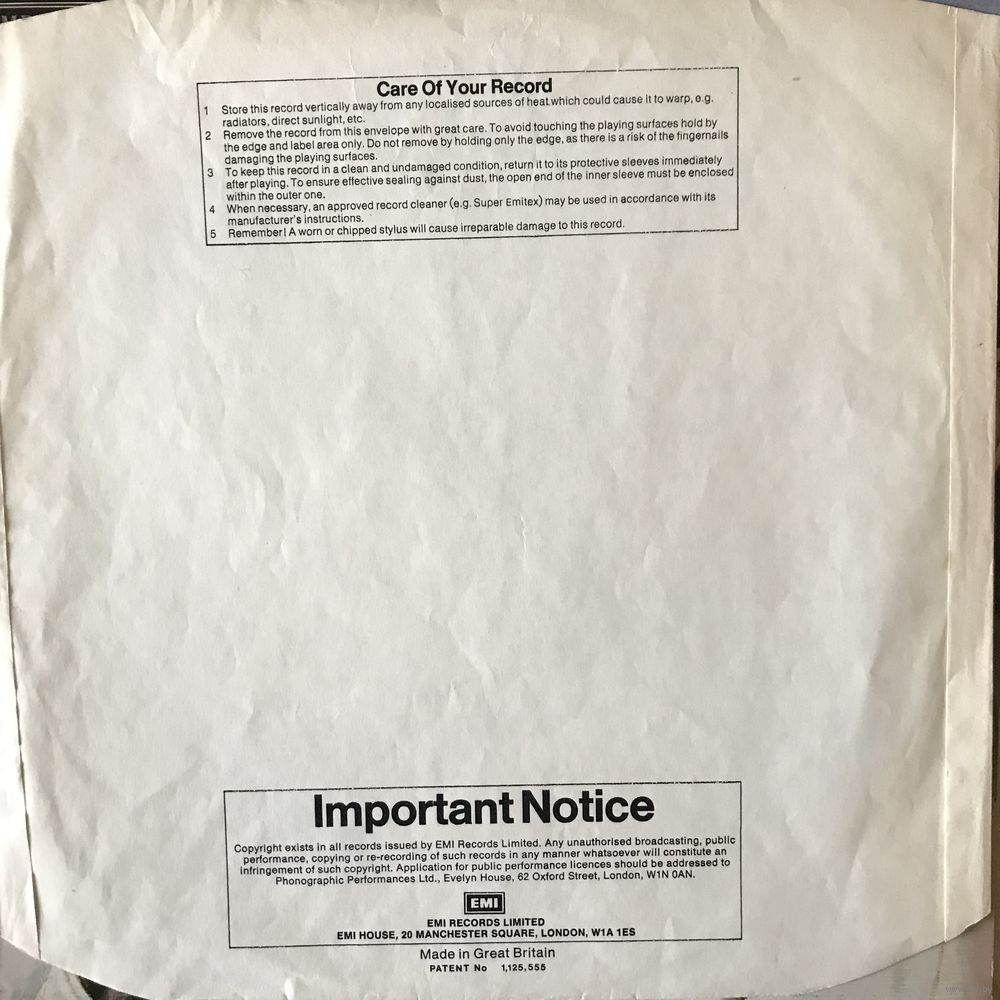 Care Of Your Record
1 Store this record vertically away from any localised sources of heat which could cause it to warp, e.g.
radiators, direct sunlight, etc.
2 Remove the record from this envelope with great care. To avoid touching the playing surfaces hold by
the edge and label area only. Do not remove by holding only the edge, as there is a risk of the fingernails
damaging the playing surfaces.
3 To keep this record in a clean and undamaged condition, return it to its protective sleeves immediately
after playing. To ensure effective sealing against dust, the open end of the inner sleeve must be enclosed
within the outer one.
4 When necessary, an approved record cleaner (e.g. Super Emitex) may be used in accordance with its
manufacturer's instructions.
5 Remember! A worn or chipped stylus will cause irreparable damage to this record.
Important Notice
Copyright exists in all records issued by EMI Records Limited. Any unauthorised broadcasting, public
performance, copying or re-recording of such records in any manner whatsoever will constitute an
infringement of such copyright. Application for public performance licences should be addressed to
Phonographic Performances Ltd., Evelyn House, 62 Oxford Street, London, W1N 0AN.
EMI
EMI RECORDS LIMITED
EMI HOUSE, 20 MANCHESTER SQUARE, LONDON, W1A 1ES
Made in Great Britain
PATENT No 1,125,555